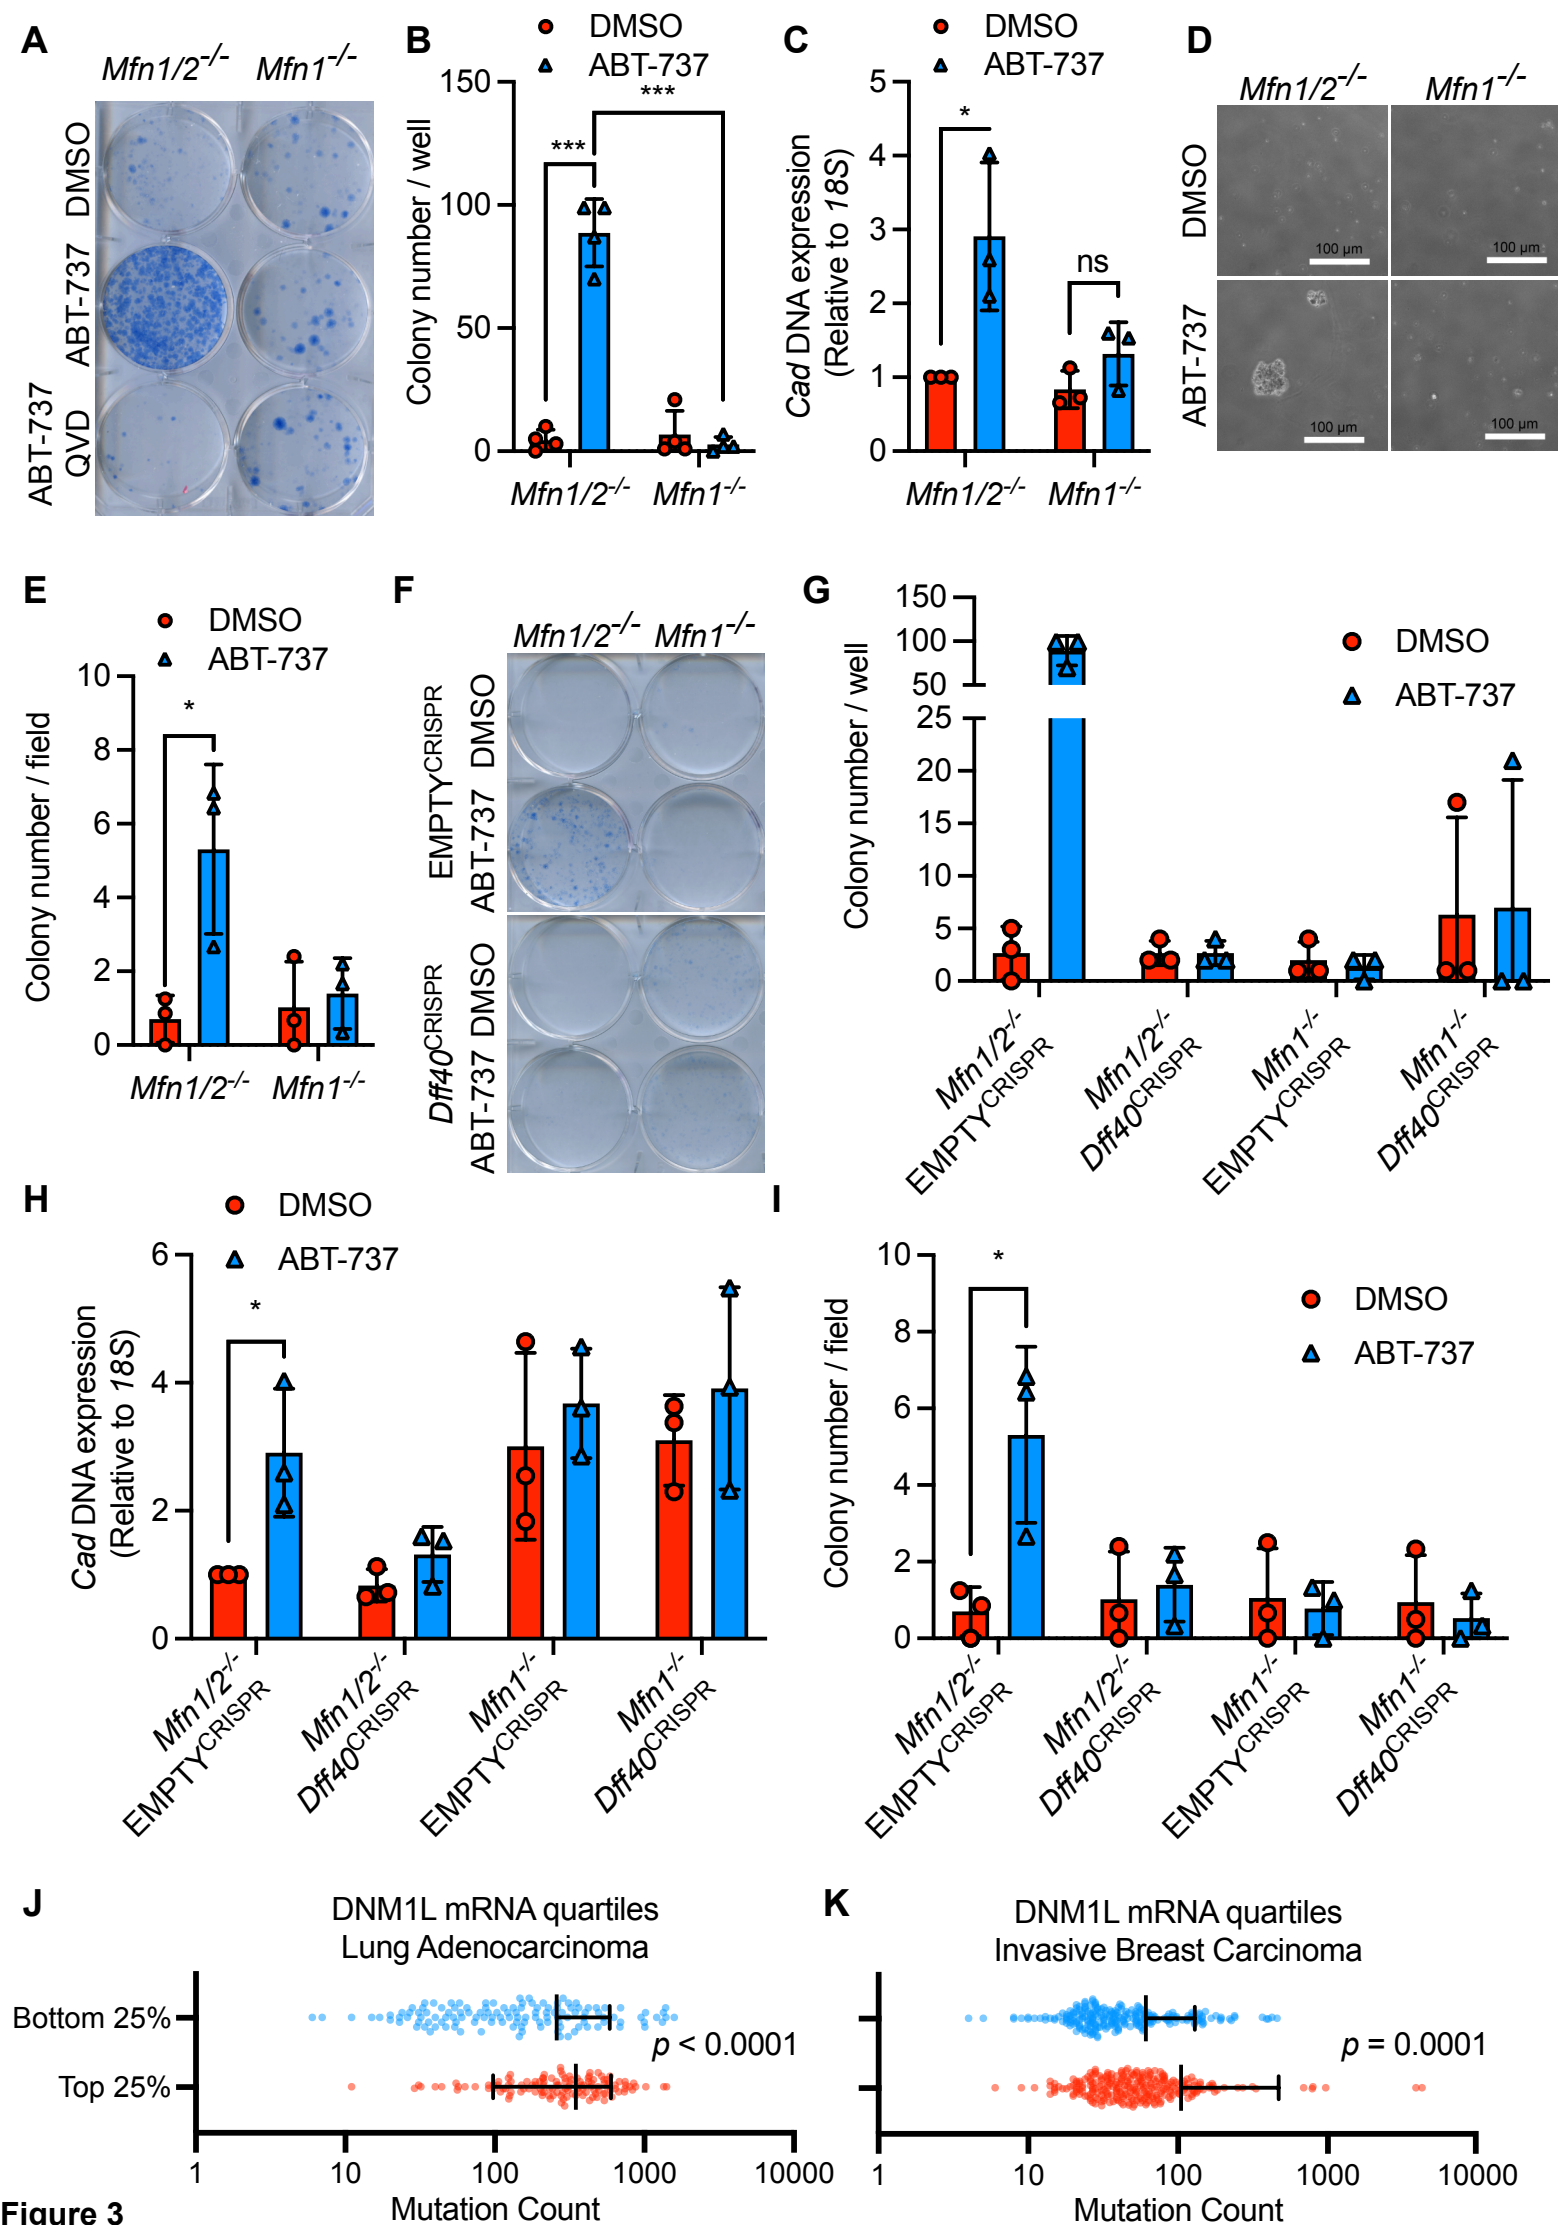 A
Mfn1/2-/- Mfn1-/-
DMSO
ABT-737
ABT-737
QVD
B
DMSO
ABT-737
Colony number / well
150
100
50
0
***
***
Mfn1/2-/- Mfn1-/-
C
DMSO
ABT-737
Cad DNA expression
(Relative to 18S)
5
4
3
2
1
0
*
ns
Mfn1/2-/- Mfn1-/-
D
Mfn1/2-/- Mfn1-/-
DMSO
ABT-737
100 µm
100 µm
100 µm
100 µm
E
DMSO
ABT-737
Colony number / field
10
8
6
4
2
0
*
Mfn1/2-/- Mfn1-/-
F
Mfn1/2-/- Mfn1-/-
EMPTYCRISPR
DMSO
ABT-737
Dff40CRISPR
DMSO
ABT-737
G
DMSO
ABT-737
Colony number / well
150
100
50
25
20
15
10
5
0
Mfn1/2-/-
EMPTYCRISPR
Mfn1/2-/-
Dff40CRISPR
Mfn1-/-
EMPTYCRISPR
Mfn1-/-
Dff40CRISPR
H
DMSO
ABT-737
Cad DNA expression
(Relative to 18S)
6
4
2
0
*
Mfn1/2-/-
EMPTYCRISPR
Mfn1/2-/-
Dff40CRISPR
Mfn1-/-
EMPTYCRISPR
Mfn1-/-
Dff40CRISPR
I
DMSO
ABT-737
Colony number / field
10
8
6
4
2
0
*
Mfn1/2-/-
EMPTYCRISPR
Mfn1/2-/-
Dff40CRISPR
Mfn1-/-
EMPTYCRISPR
Mfn1-/-
Dff40CRISPR
J
DNM1L mRNA quartiles
Lung Adenocarcinoma
Bottom 25%
Top 25%
p < 0.0001
1 10 100 1000 10000
Mutation Count
K
DNM1L mRNA quartiles
Invasive Breast Carcinoma
p = 0.0001
1 10 100 1000 10000
Mutation Count
Figure 3